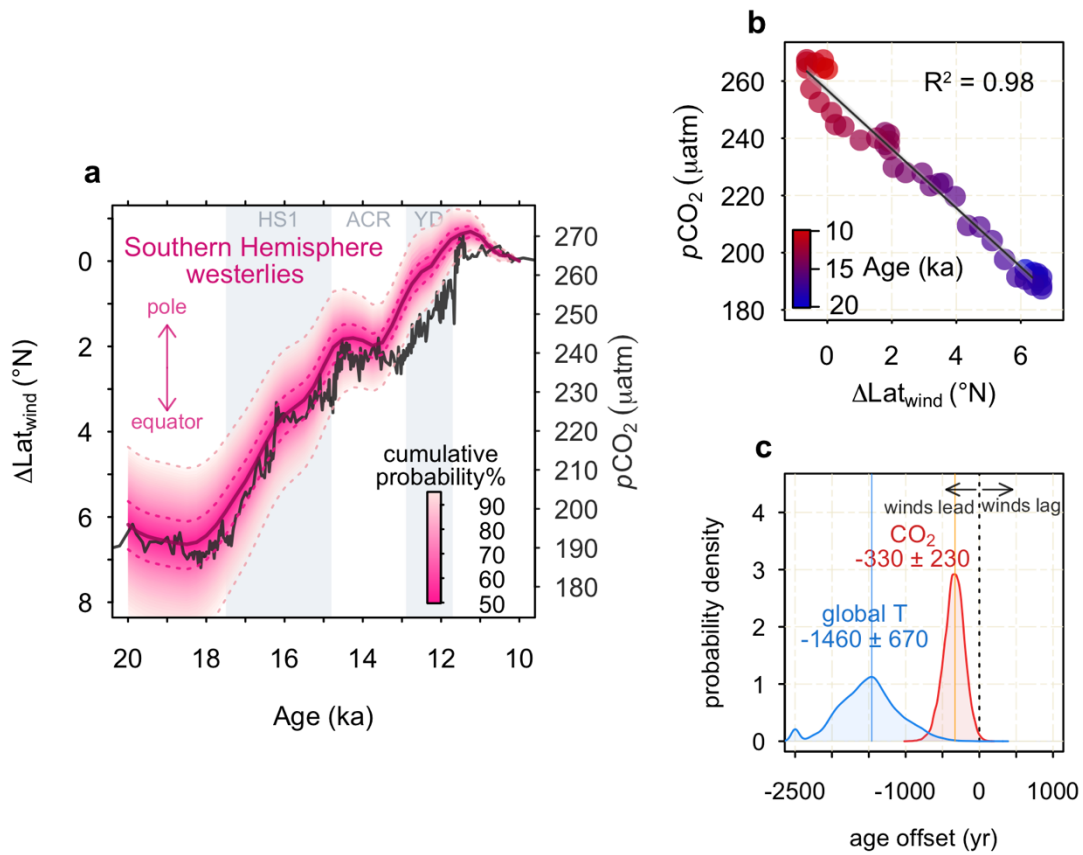 a
HS1
ACR
YD
Southern Hemisphere
westerlies
pole
equator
0
2
4
6
8
ΔLatwind (°N)
270
260
250
240
230
220
210
200
190
180
pCO2 (µatm)
cumulative
probability%
90
80
70
60
50
20
18
16
14
12
10
Age (ka)
b
R2 = 0.98
260
240
220
200
180
pCO2 (µatm)
10
15
20
Age (ka)
0
2
4
6
ΔLatwind (°N)
c
winds lead
winds lag
CO2
-330 ± 230
global T
-1460 ± 670
4
3
2
1
0
probability density
-2500
-1000
0
1000
age offset (yr)